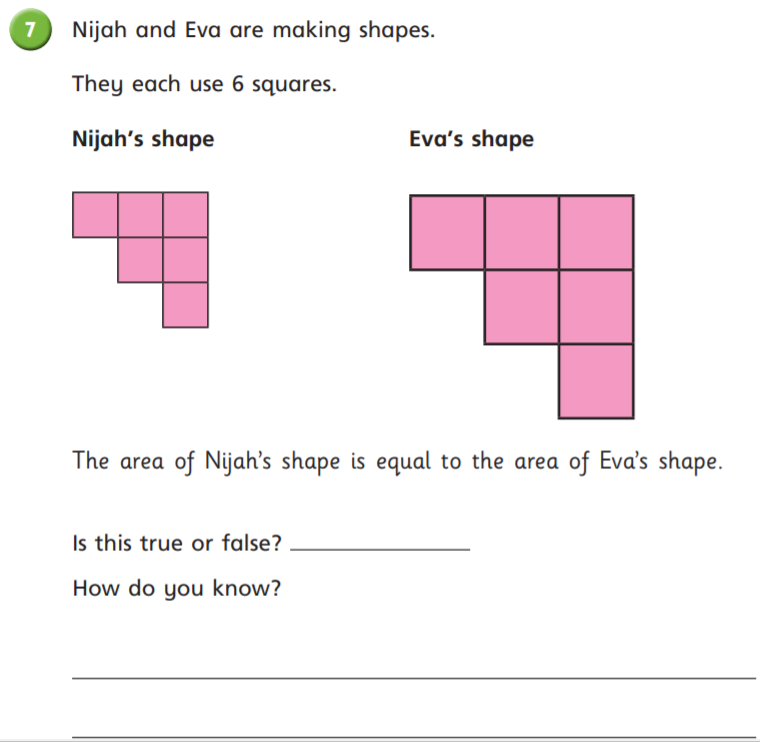 7 Nijah and Eva are making shapes.
They each use 6 squares.
Nijah's shape Eva's shape
The area of Nijah's shape is equal to the area of Eva's shape.
Is this true or false?
How do you know?